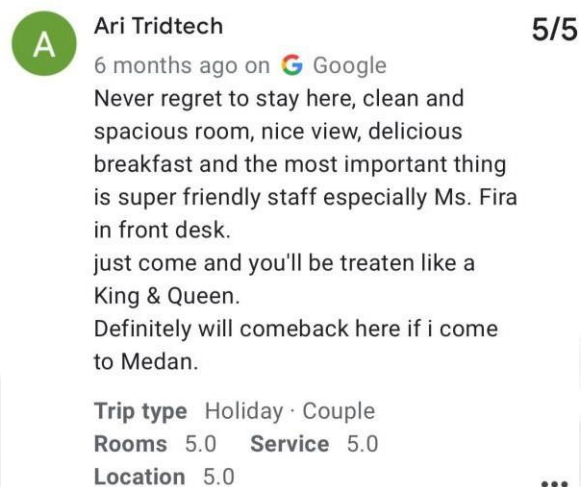 A
Ari Tridtech
5/5
6 months ago on Google
Never regret to stay here, clean and
spacious room, nice view, delicious
breakfast and the most important thing
is super friendly staff especially Ms. Fira
in front desk.
just come and you'll be treaten like a
King & Queen.
Definitely will comeback here if i come
to Medan.
Trip type Holiday · Couple
Rooms 5.0 Service 5.0
Location 5.0